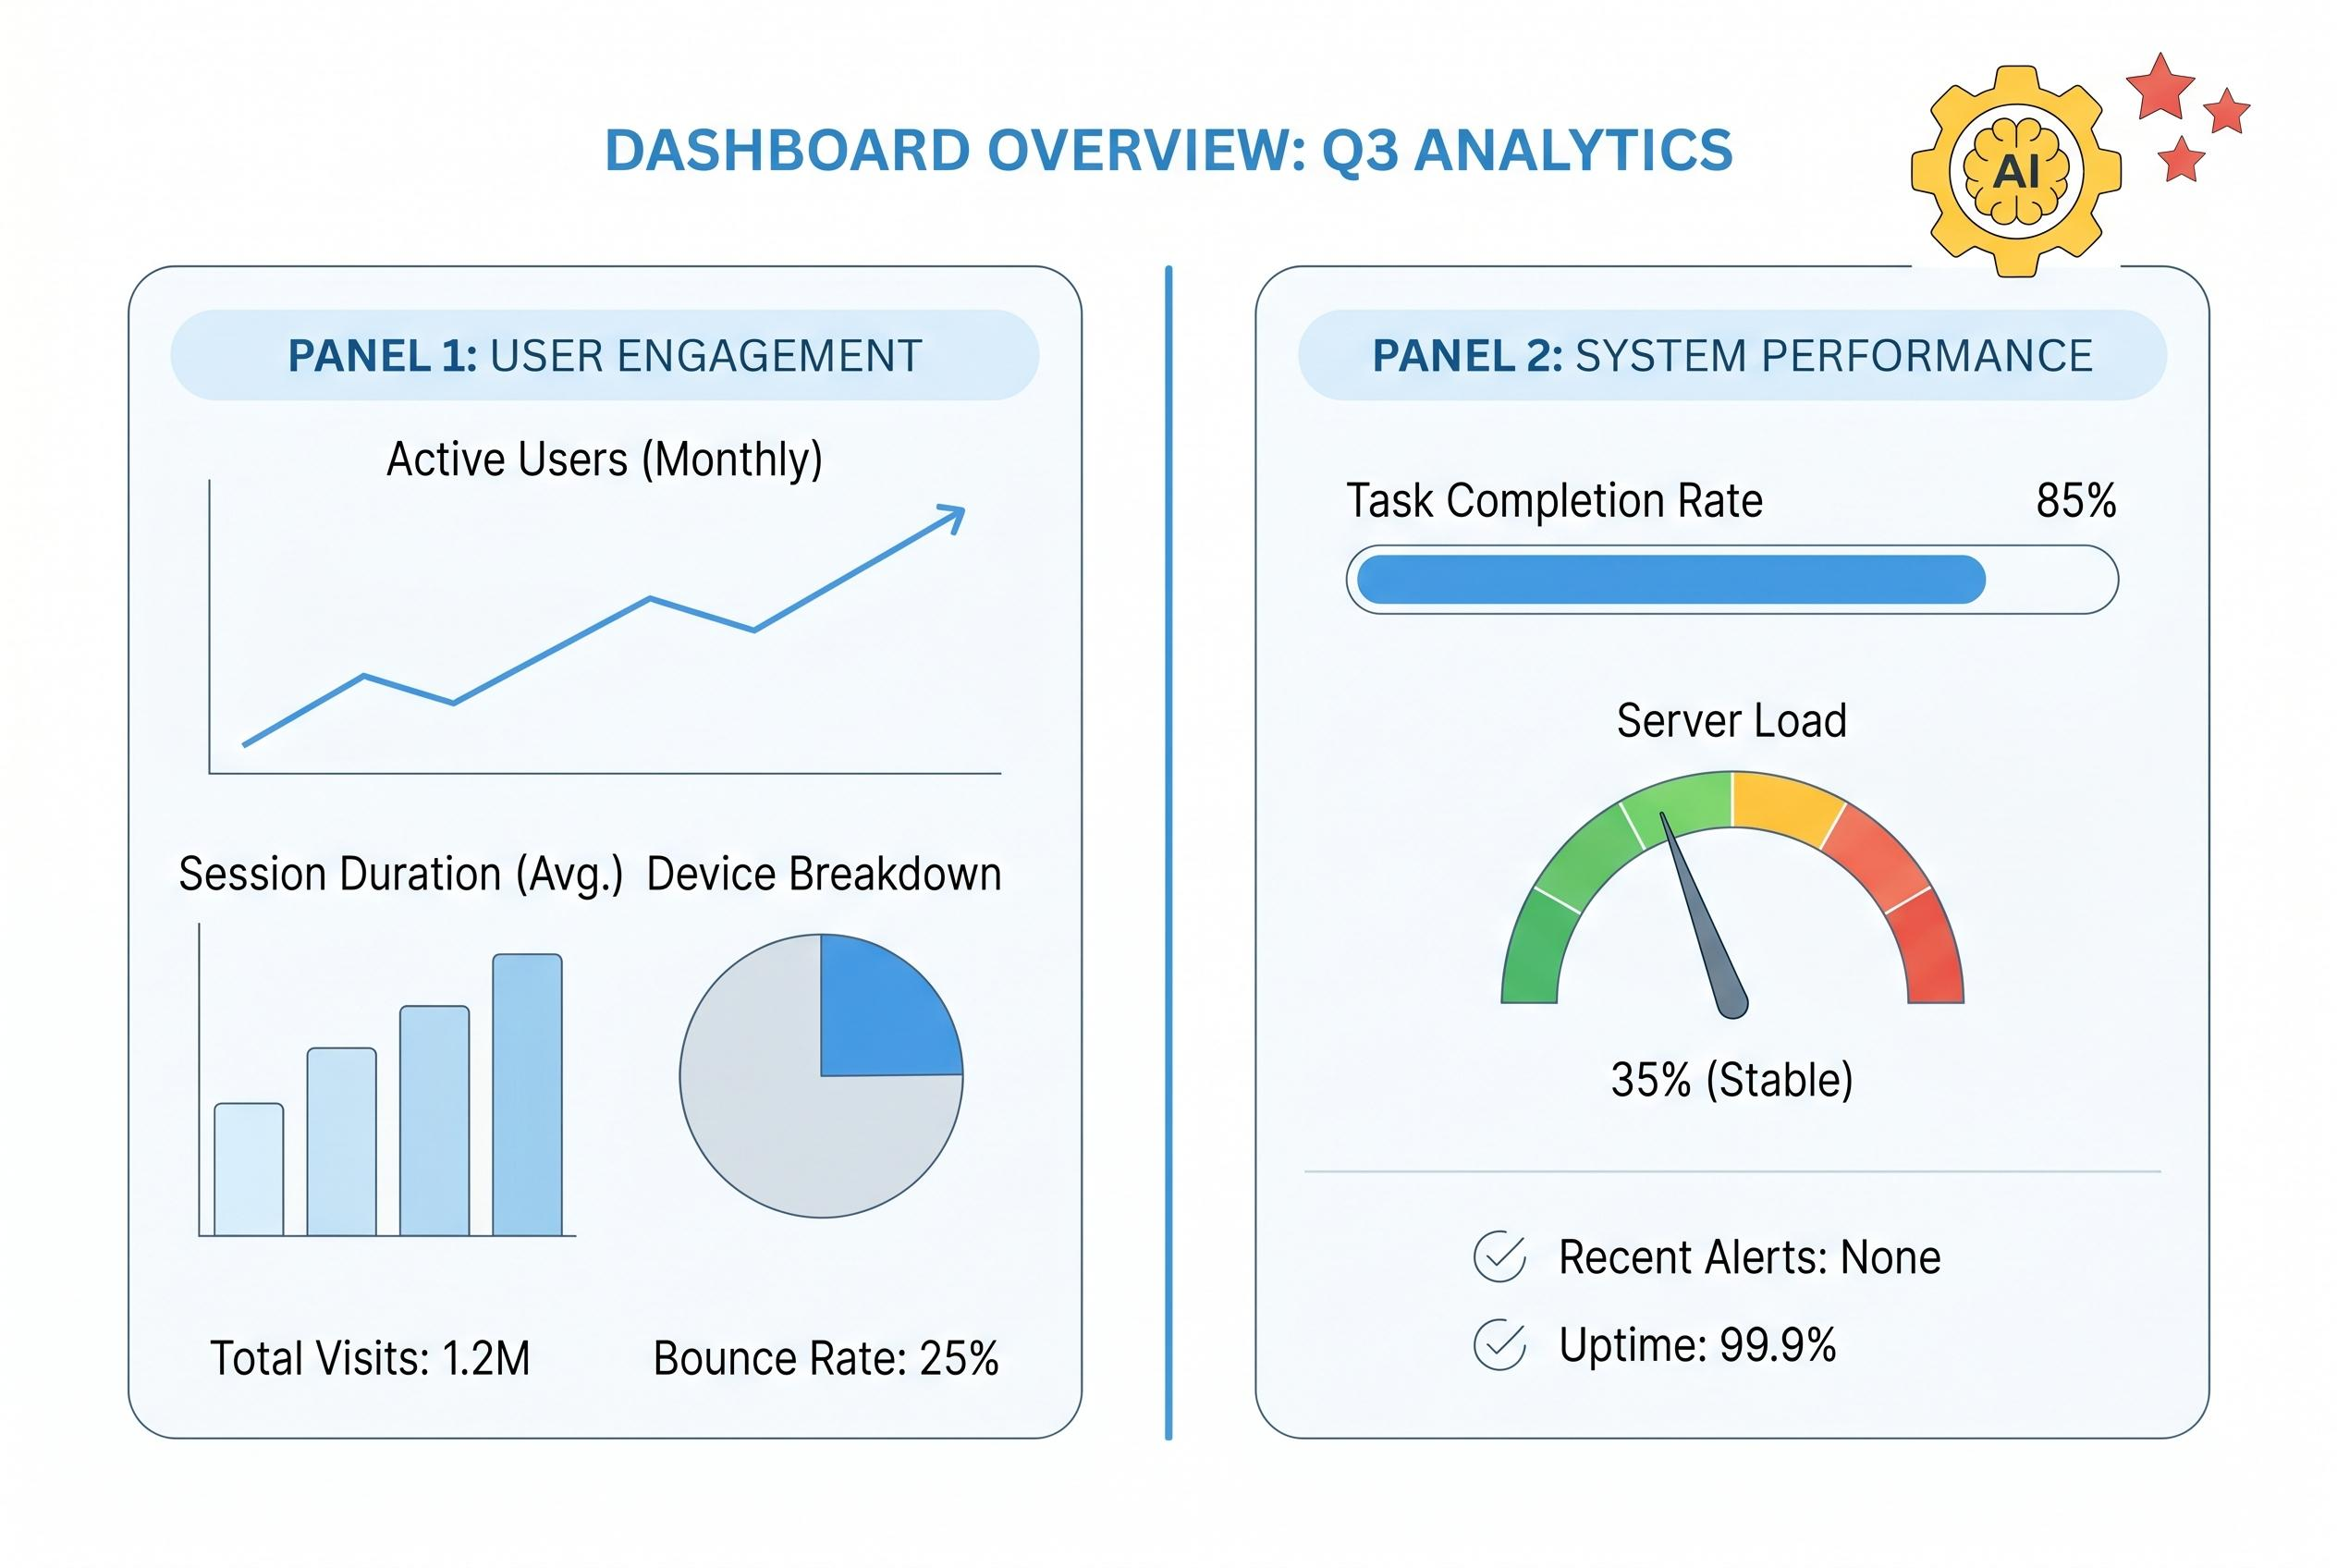 DASHBOARD OVERVIEW: Q3 ANALYTICS
AI
PANEL 1: USER ENGAGEMENT
Active Users (Monthly)
Session Duration (Avg.)
Device Breakdown
Total Visits: 1.2M
Bounce Rate: 25%
PANEL 2: SYSTEM PERFORMANCE
Task Completion Rate 85%
Server Load
35% (Stable)
Recent Alerts: None
Uptime: 99.9%